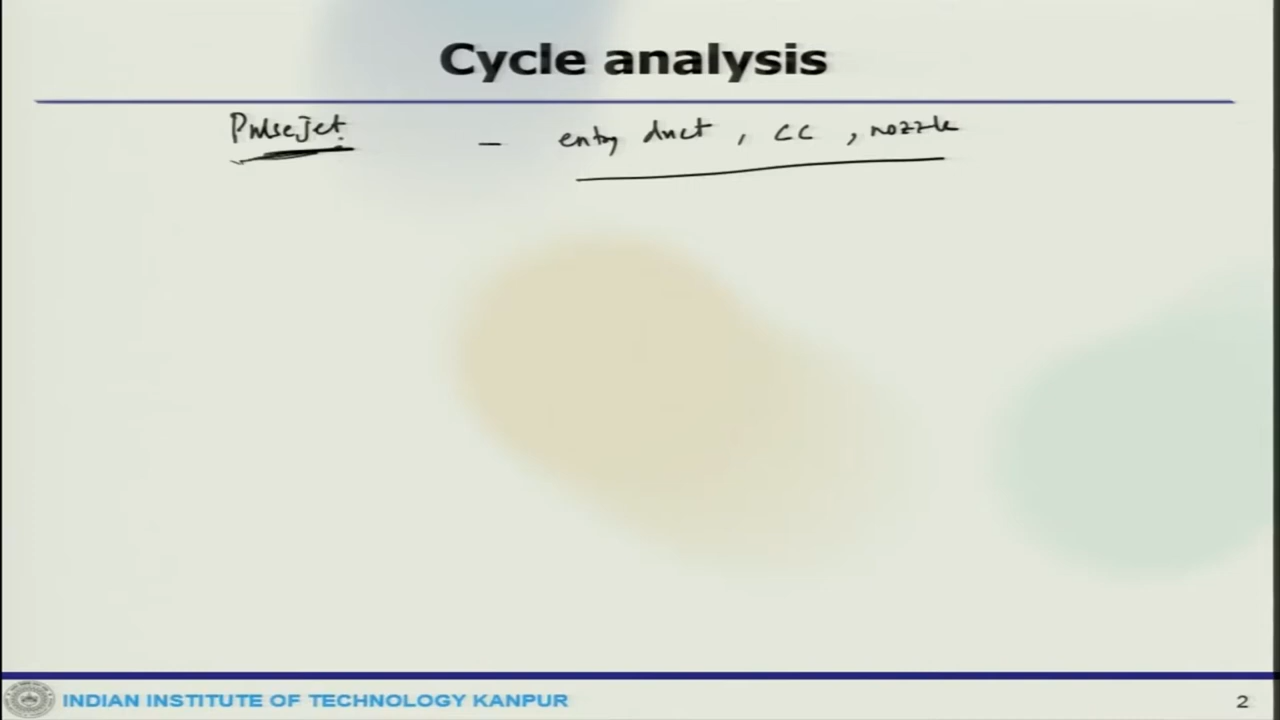 Cycle analysis
Pulsejet. — entry duct, CC, nozzle
INDIAN INSTITUTE OF TECHNOLOGY KANPUR
2